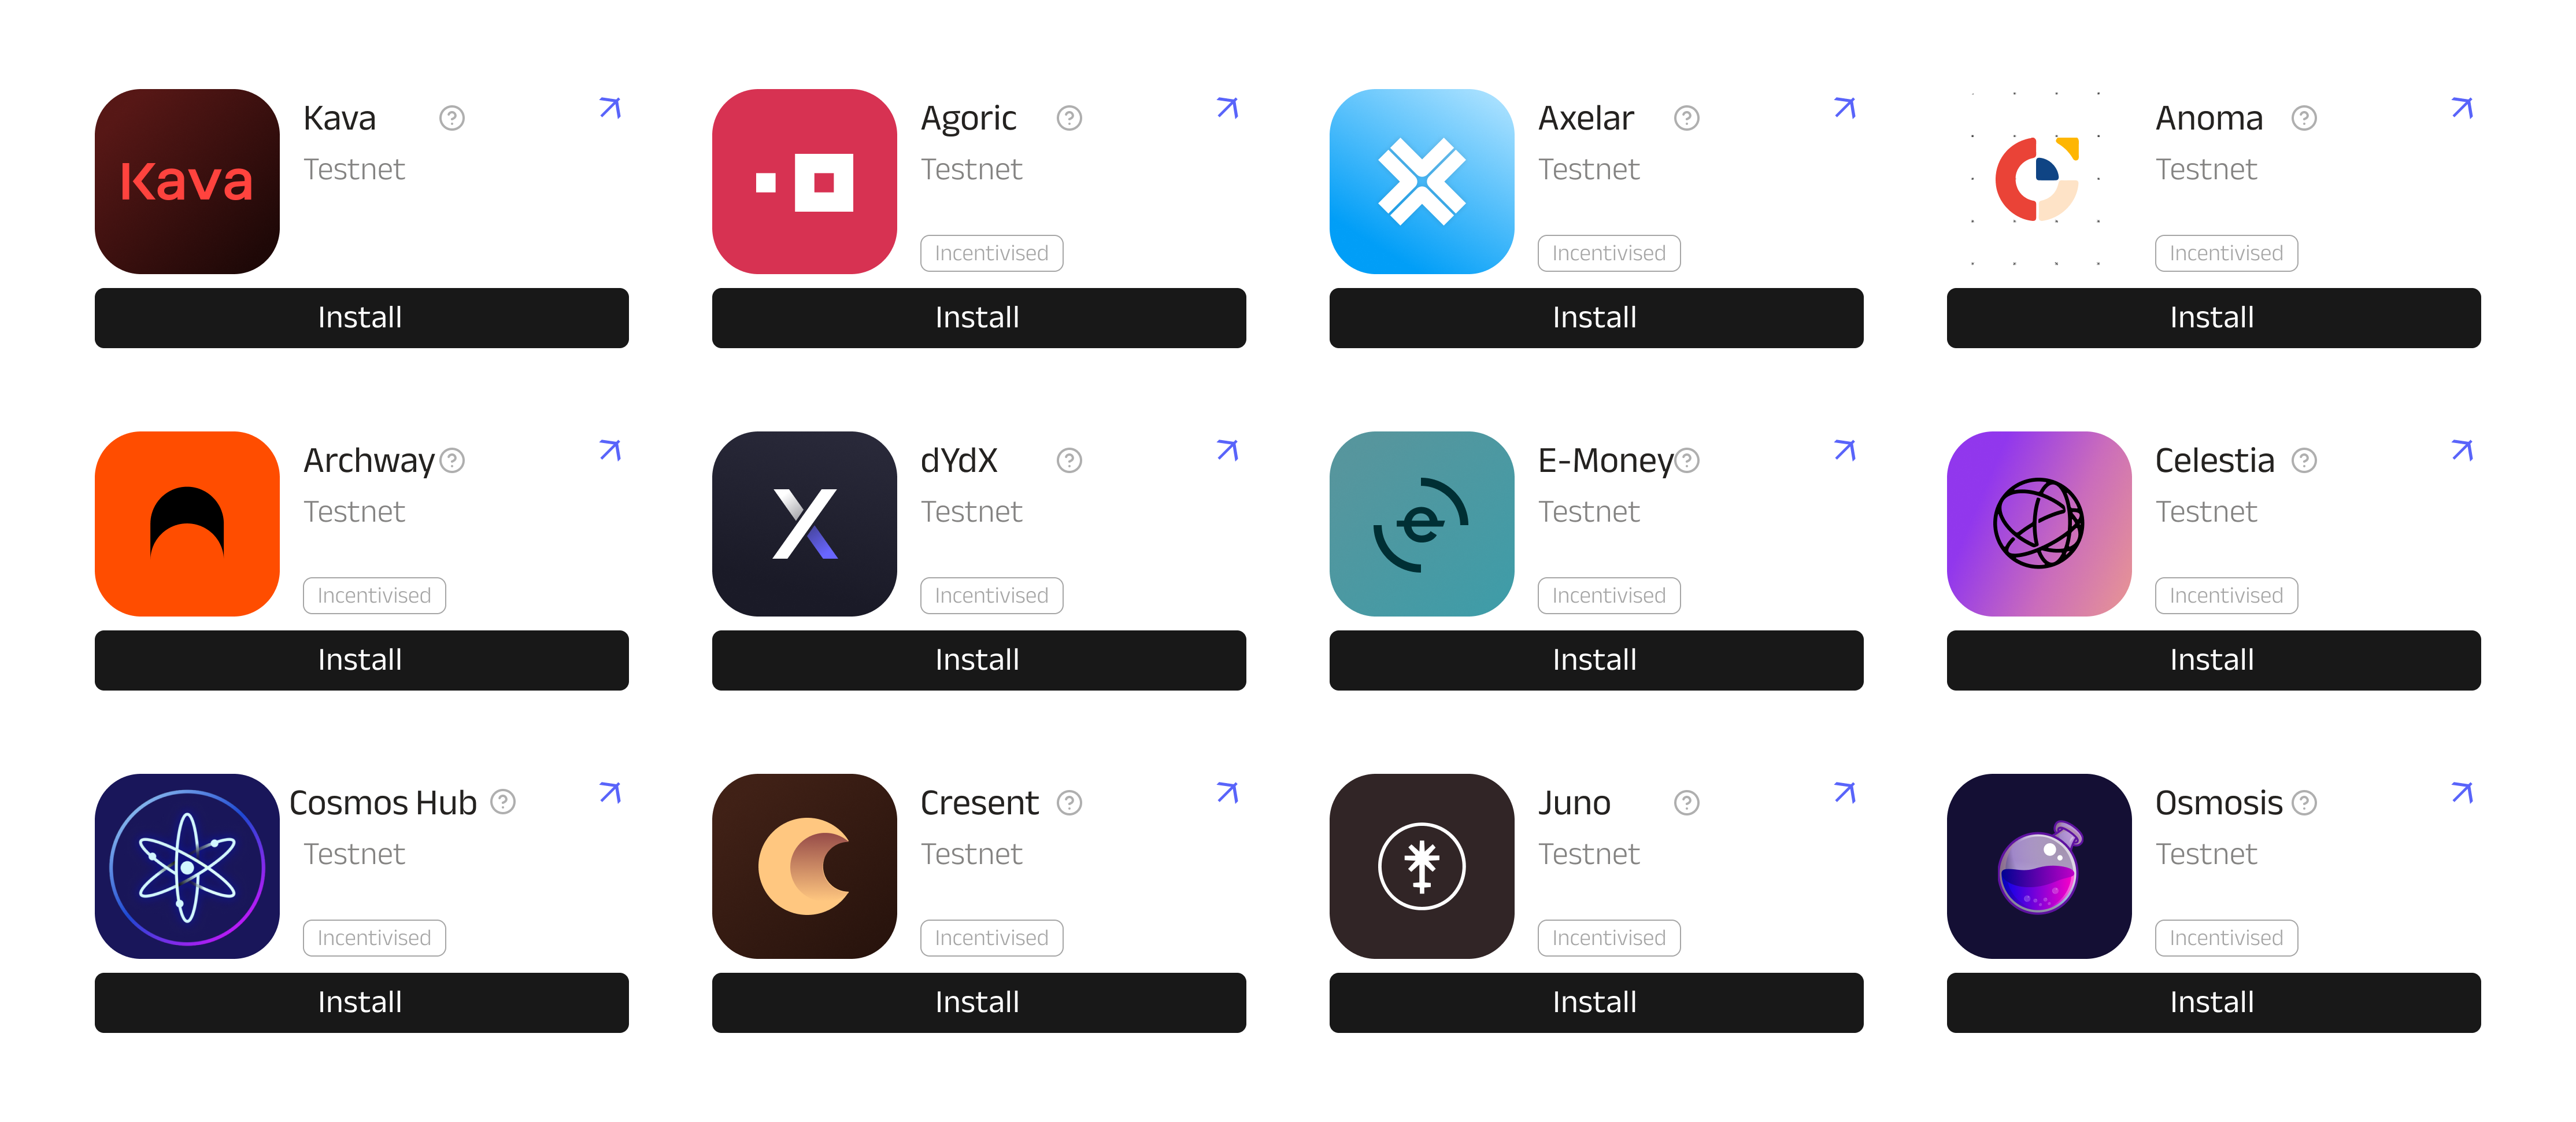 Kava
Kava
Testnet
Install
Agoric
Testnet
Incentivised
Install
Axelar
Testnet
Incentivised
Install
Anoma
Testnet
Incentivised
Install
Archway
Testnet
Incentivised
Install
dYdX
Testnet
Incentivised
Install
E-Money
Testnet
Incentivised
Install
Celestia
Testnet
Incentivised
Install
Cosmos Hub
Testnet
Incentivised
Install
Cresent
Testnet
Incentivised
Install
Juno
Testnet
Incentivised
Install
Osmosis
Testnet
Incentivised
Install